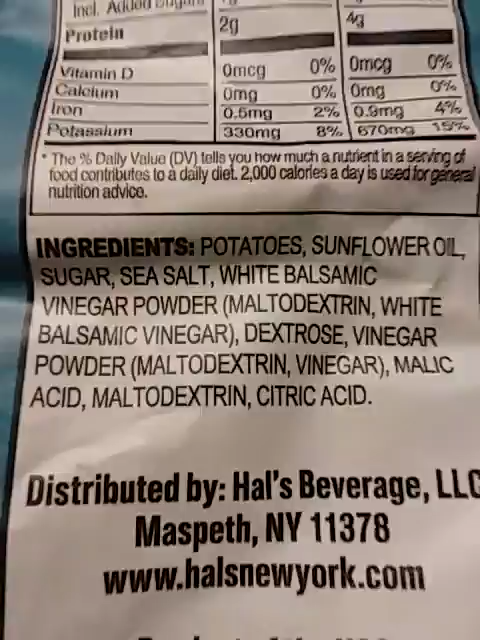 Incl. Added Sugars
Protein 2g 4g
Vitamin D 0mcg 0% 0mcg 0%
Calcium 0mg 0% 0mg 0%
Iron 0.5mg 2% 0.9mg 4%
Potassium 330mg 8% 670mg 15%
* The % Daily Value (DV) tells you how much a nutrient in a serving of
food contributes to a daily diet. 2,000 calories a day is used for general
nutrition advice.
INGREDIENTS: POTATOES, SUNFLOWER OIL,
SUGAR, SEA SALT, WHITE BALSAMIC
VINEGAR POWDER (MALTODEXTRIN, WHITE
BALSAMIC VINEGAR), DEXTROSE, VINEGAR
POWDER (MALTODEXTRIN, VINEGAR), MALIC
ACID, MALTODEXTRIN, CITRIC ACID.
Distributed by: Hal's Beverage, LLC
Maspeth, NY 11378
www.halsnewyork.com